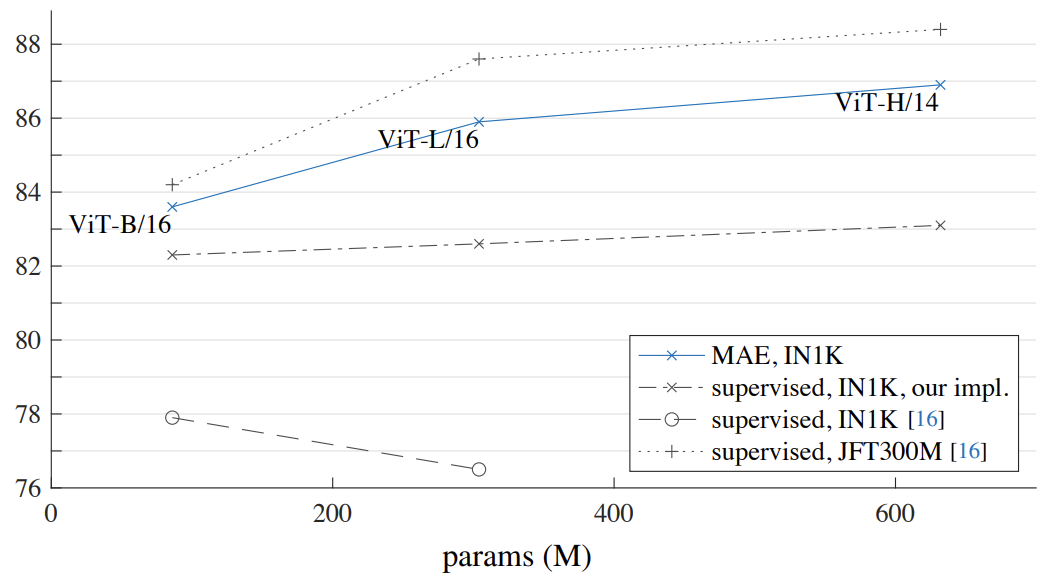 88
86
ViT-H/14
ViT-L/16
84
ViT-B/16
82
80
MAE, IN1K
supervised, IN1K, our impl.
78
supervised, IN1K [16]
supervised, JFT300M [16]
76
0 200 400 600
params (M)